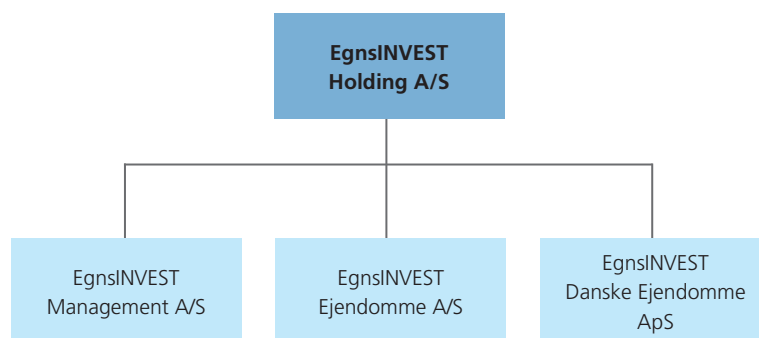 EgnsINVEST
Holding A/S
EgnsINVEST
Management A/S
EgnsINVEST
Ejendomme A/S
EgnsINVEST
Danske Ejendomme
ApS